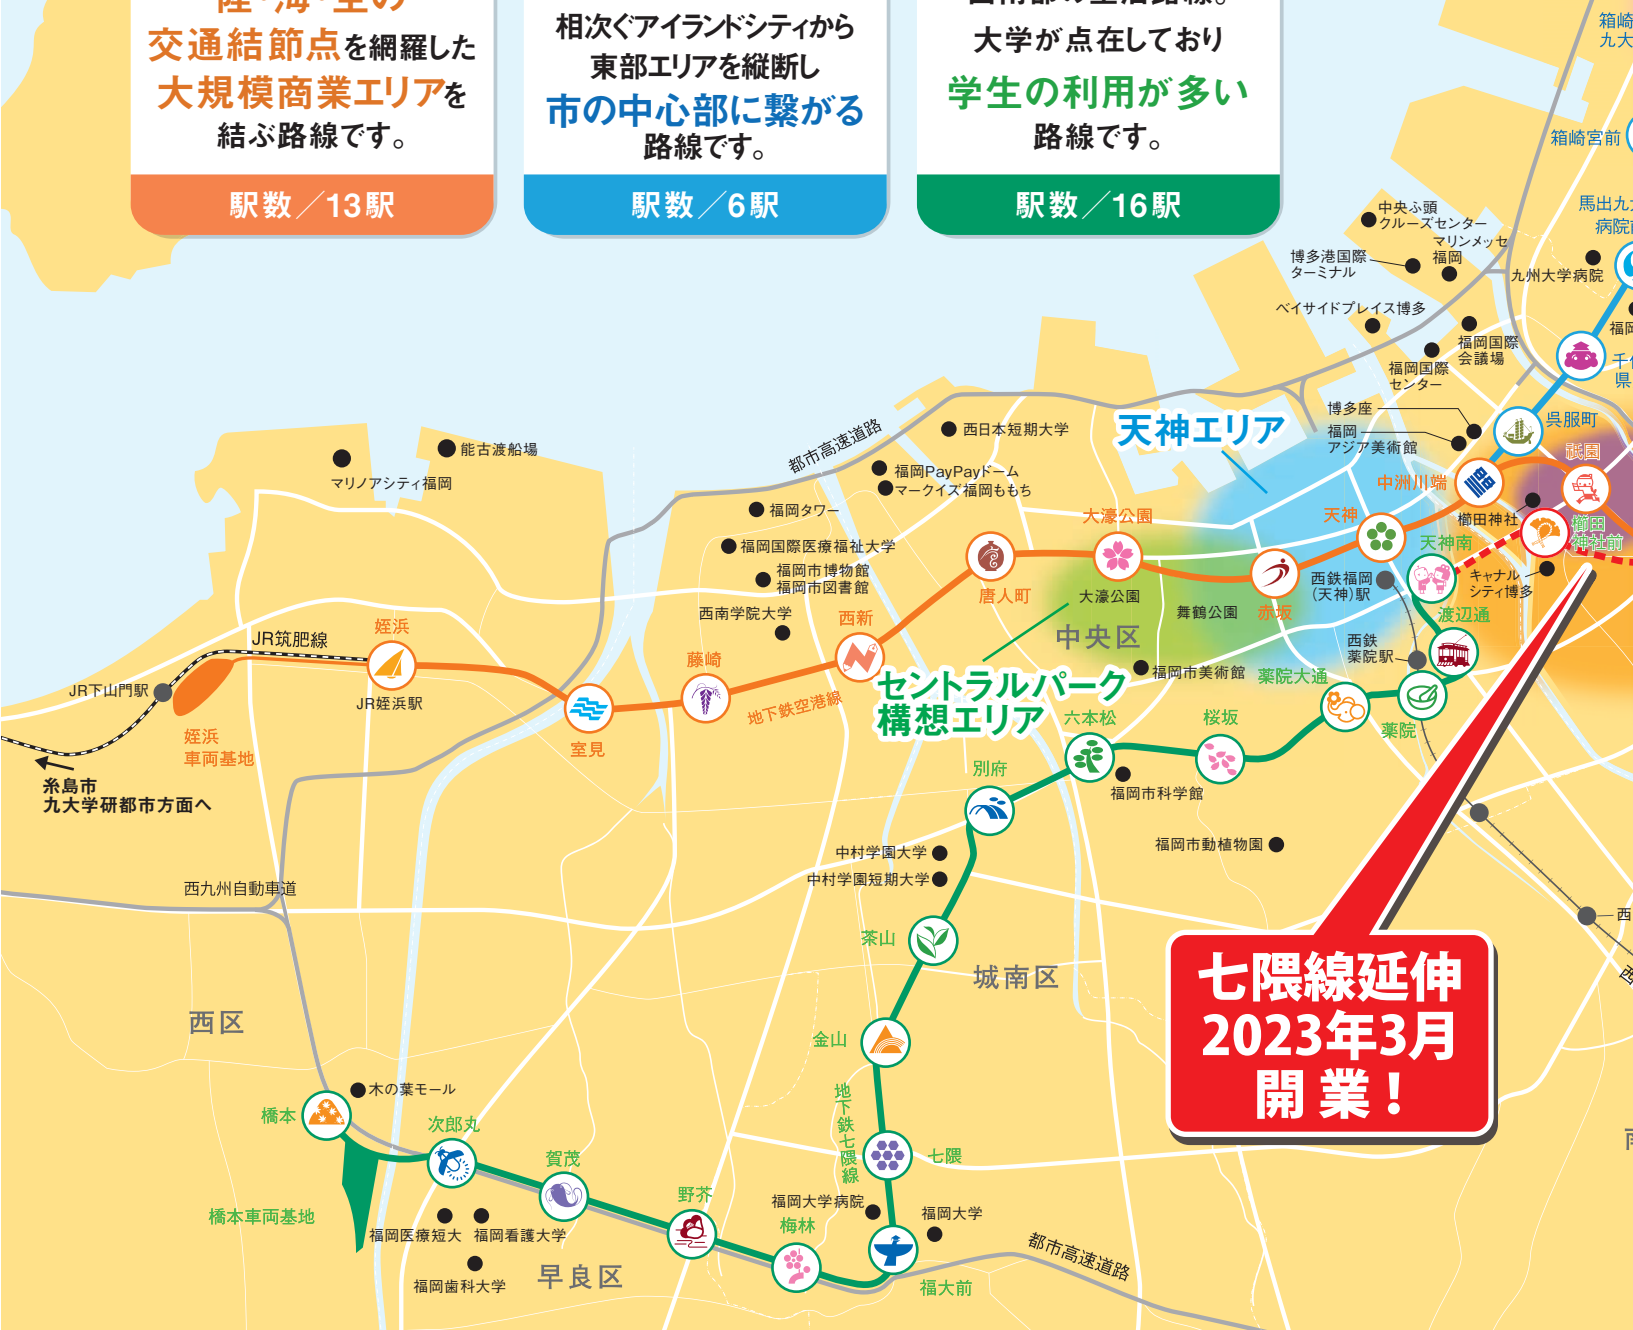 交通結節点を網羅した
大規模商業エリアを
結ぶ路線です。
駅数／13駅
相次ぐアイランドシティから
東部エリアを縦断し
市の中心部に繋がる
路線です。
駅数／6駅
大学が点在しており
学生の利用が多い
路線です。
駅数／16駅
箱崎宮前
中央ふ頭
クルーズセンター
マリンメッセ
福岡
博多港国際
ターミナル
九州大学病院
ベイサイドプレイス博多
福岡国際
会議場
福岡国際
センター
博多座
福岡
アジア美術館
呉服町
祇園
中洲川端
櫛田神社
櫛田
神社前
天神エリア
天神
天神南
キャナル
シティ博多
西鉄福岡
（天神）駅
渡辺通
西鉄
薬院駅
薬院大通
薬院
西日本短期大学
都市高速道路
能古渡船場
マリノアシティ福岡
福岡PayPayドーム
マークイズ福岡ももち
福岡タワー
福岡国際医療福祉大学
福岡市博物館
福岡市図書館
西南学院大学
大濠公園
唐人町
大濠公園
舞鶴公園
赤坂
中央区
福岡市美術館
セントラルパーク
構想エリア
西新
藤崎
地下鉄空港線
室見
姪浜
JR姪浜駅
JR筑肥線
JR下山門駅
姪浜
車両基地
糸島市
九大学研都市方面へ
六本松
桜坂
別府
福岡市科学館
福岡市動植物園
中村学園大学
中村学園短期大学
西九州自動車道
茶山
城南区
西区
金山
地下鉄七隈線
七隈
七隈線延伸
2023年3月
開業！
木の葉モール
橋本
次郎丸
賀茂
野芥
梅林
福岡大学病院
福岡大学
福大前
橋本車両基地
福岡医療短大
福岡看護大学
福岡歯科大学
早良区
都市高速道路